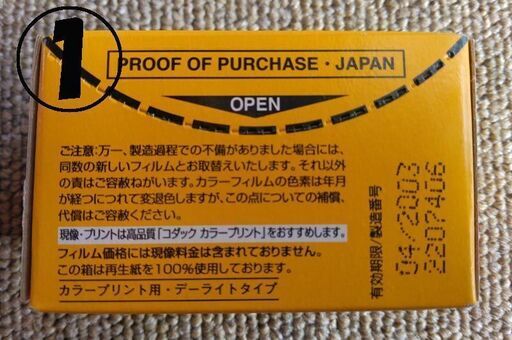 1
PROOF OF PURCHASE・JAPAN
OPEN
ご注意：万一、製造過程での不備がありました場合には、
同数の新しいフィルムとお取替えいたします。それ以外
の責はご容赦ねがいます。カラーフィルムの色素は年月
が経つにつれて変退色しますが、この点についての補償、
代償はご容赦ください。
現像・プリントは高品質「コダック カラープリント」をおすすめします。
フィルム価格には現像料金は含まれておりません。
この箱は再生紙を100%使用しております。
カラープリント用・デーライトタイプ
有効期限/製造番号
04/2003
2207406